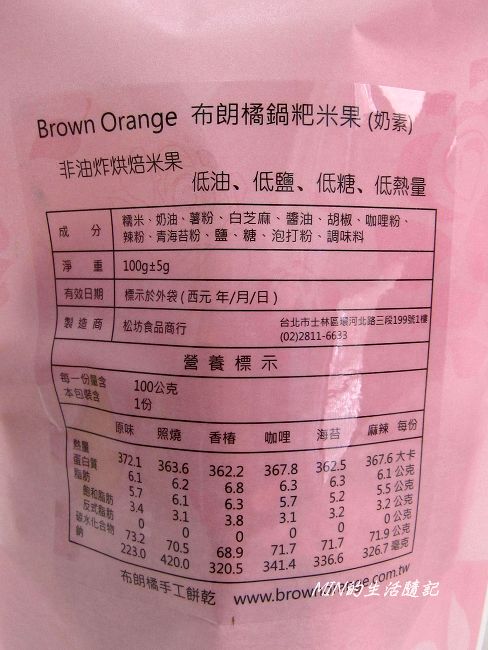 Brown Orange 布朗橘鍋粑米果 (奶素)
非油炸烘焙米果
低油、低鹽、低糖、低熱量
成 分 糯米、奶油、薯粉、白芝麻、醬油、胡椒、咖哩粉、
辣粉、青海苔粉、鹽、糖、泡打粉、調味料
淨 重 100g±5g
有效日期 標示於外袋 ( 西元 年/月/日 )
製造商 松坊食品商行 台北市士林區環河北路三段199號1樓
(02)2811-6633
營養標示
每一份量含 100公克
本包裝含 1份
原味 照燒 香椿 咖哩 海苔 麻辣 每份
熱量 372.1 363.6 362.2 367.8 362.5 367.6 大卡
蛋白質 6.1 6.2 6.8 6.3 6.3 6.1 公克
脂肪 5.7 6.1 6.3 5.7 5.2 5.5 公克
飽和脂肪 3.4 3.1 3.8 3.1 3.2 3.2 公克
反式脂肪 0 0 0 0 0 0 公克
碳水化合物 73.2 70.5 68.9 71.7 71.7 71.9 公克
鈉 223.0 420.0 320.5 341.4 336.6 326.7 毫克
布朗橘手工餅乾 www.brownorange.com.tw
MIN的生活隨記